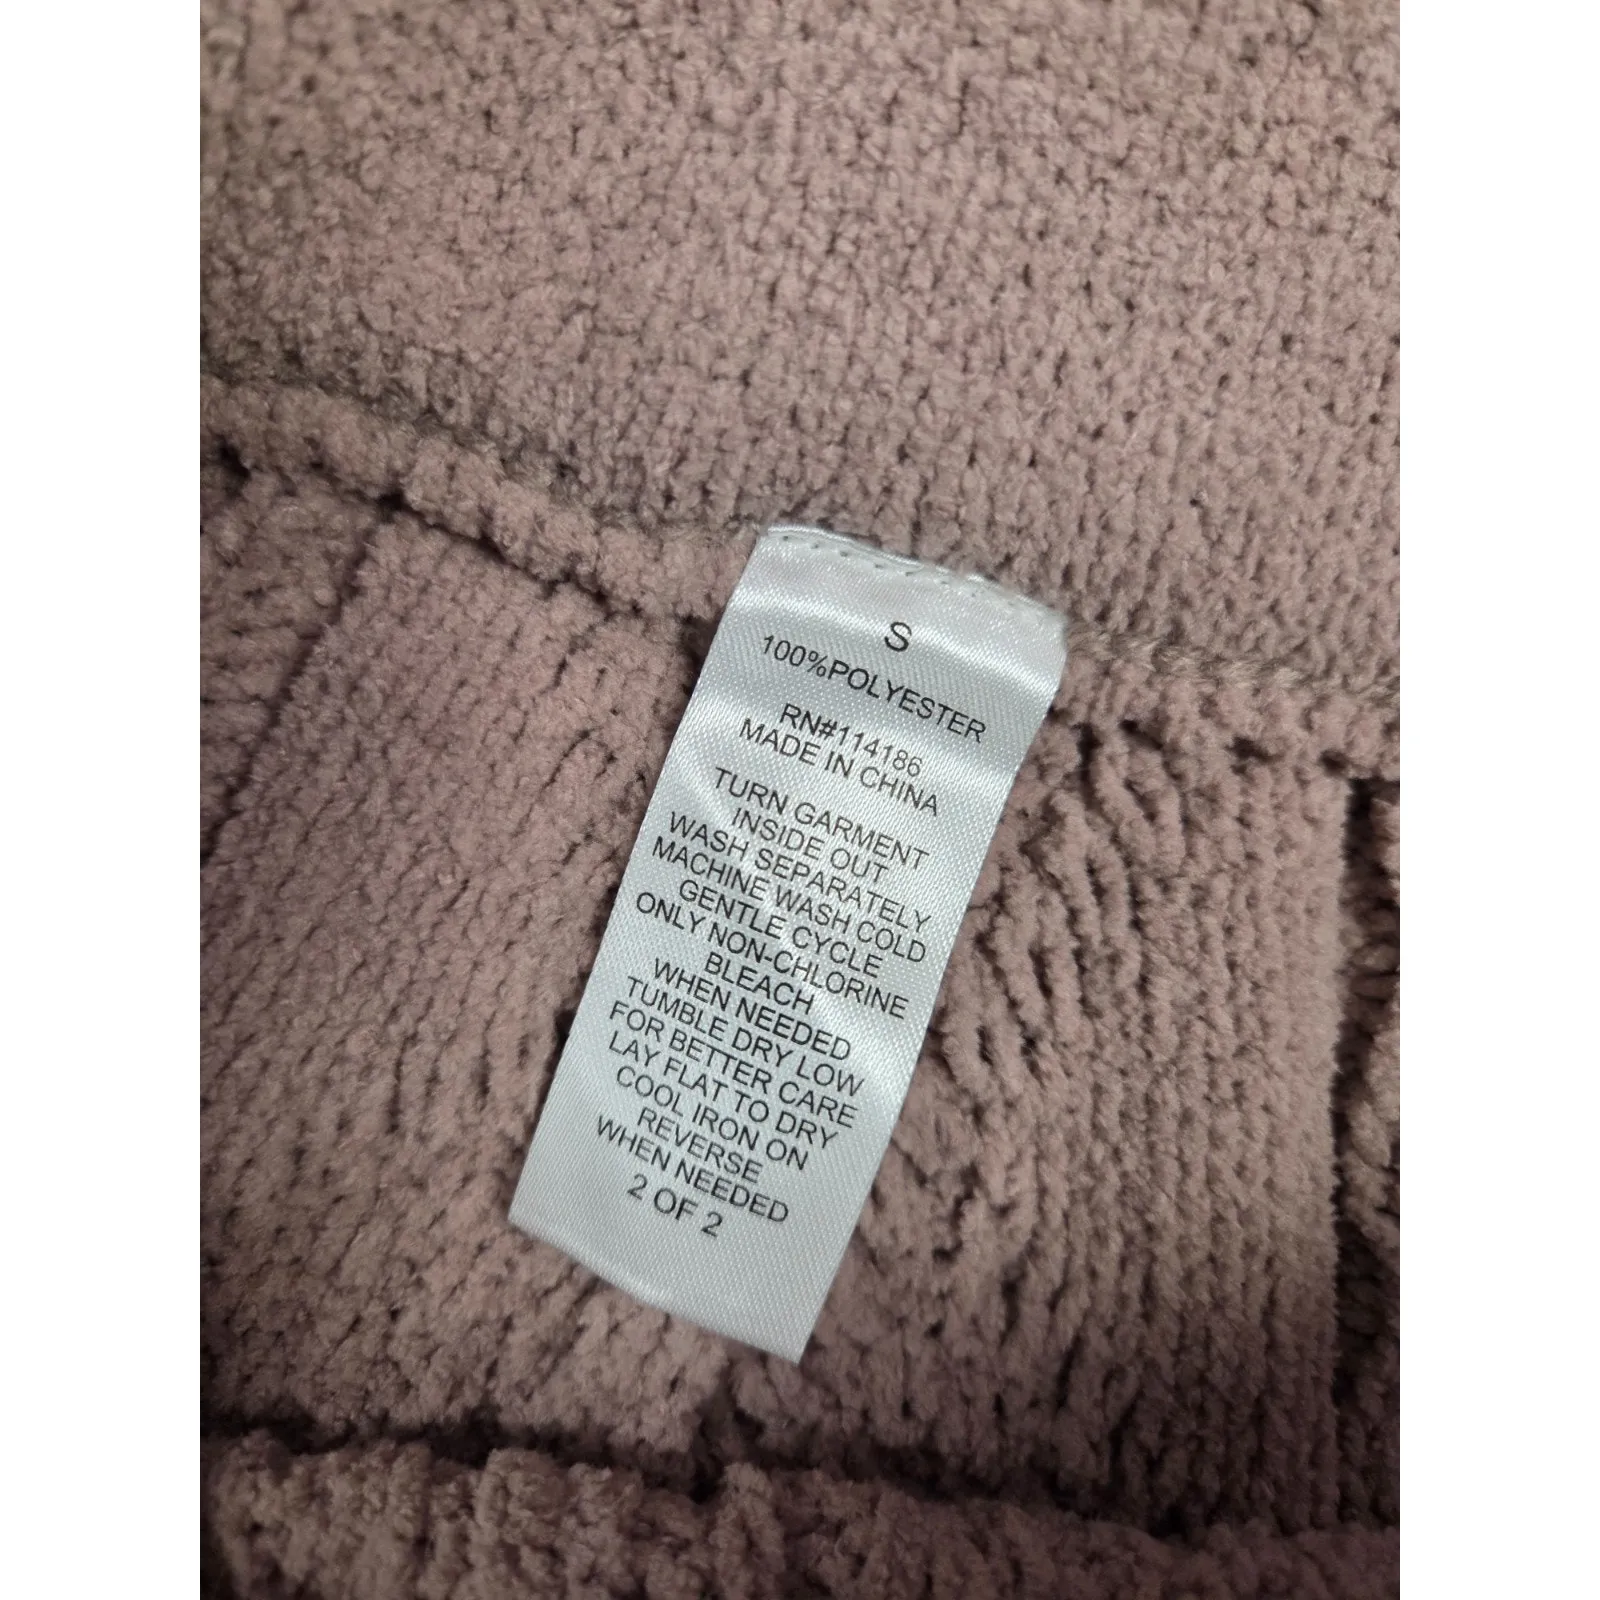 S
100%POLYESTER
RN#114186
MADE IN CHINA
TURN GARMENT
INSIDE OUT
WASH SEPARATELY
MACHINE WASH COLD
GENTLE CYCLE
ONLY NON-CHLORINE
BLEACH
WHEN NEEDED
TUMBLE DRY LOW
FOR BETTER CARE
LAY FLAT TO DRY
COOL IRON ON
REVERSE
WHEN NEEDED
2 OF 2